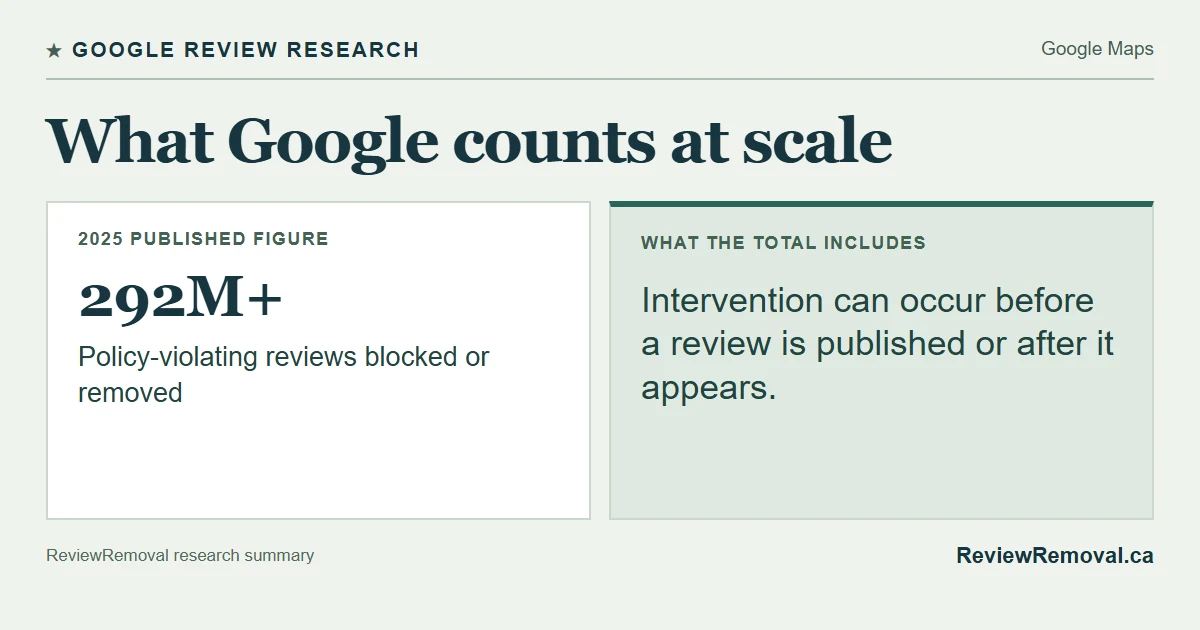 ★ GOOGLE REVIEW RESEARCH
Google Maps
What Google counts at scale
2025 PUBLISHED FIGURE
292M+
Policy-violating reviews blocked or
removed
WHAT THE TOTAL INCLUDES
Intervention can occur before
a review is published or after it
appears.
ReviewRemoval research summary
ReviewRemoval.ca